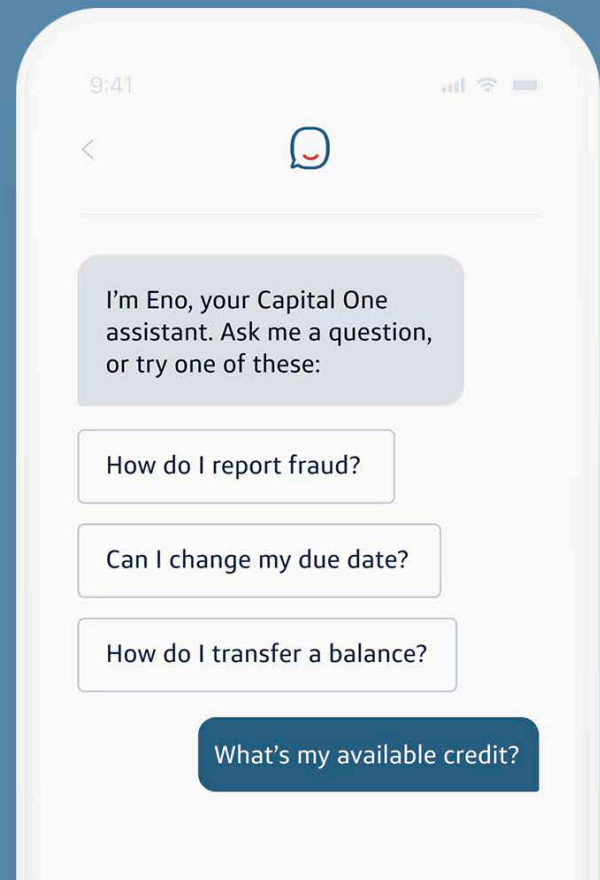 9:41
I’m Eno, your Capital One
assistant. Ask me a question,
or try one of these:
How do I report fraud?
Can I change my due date?
How do I transfer a balance?
What’s my available credit?